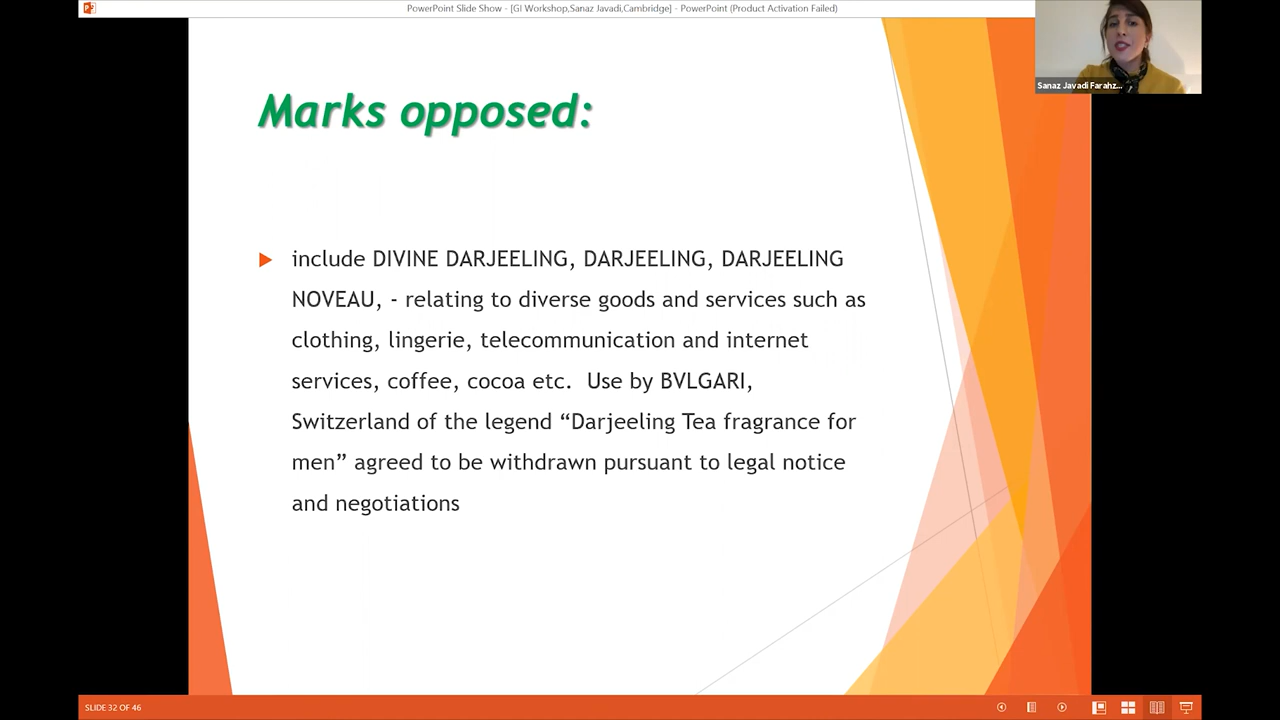 PowerPoint Slide Show - [GI Workshop,Sanaz Javadi,Cambridge] - PowerPoint (Product Activation Failed)
Sanaz Javadi Farahz...
Marks opposed:
include DIVINE DARJEELING, DARJEELING, DARJEELING
NOVEAU, - relating to diverse goods and services such as
clothing, lingerie, telecommunication and internet
services, coffee, cocoa etc.  Use by BVLGARI,
Switzerland of the legend “Darjeeling Tea fragrance for
men” agreed to be withdrawn pursuant to legal notice
and negotiations
SLIDE 32 OF 46